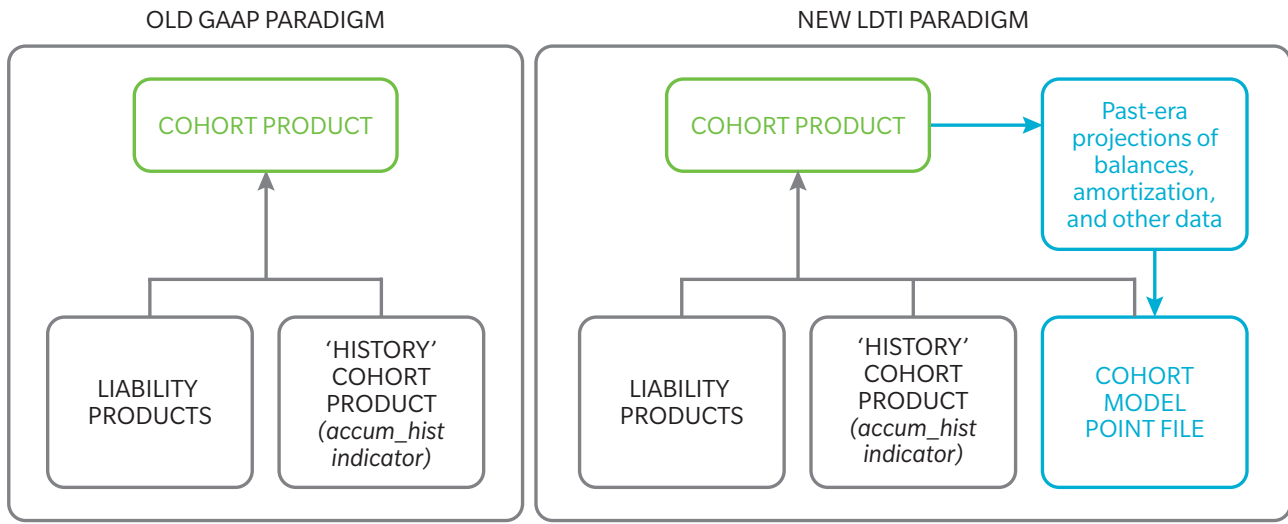 OLD GAAP PARADIGM
COHORT PRODUCT
LIABILITY
PRODUCTS
‘HISTORY’
COHORT
PRODUCT
(accum_hist
indicator)
NEW LDTI PARADIGM
COHORT PRODUCT
Past-era
projections of
balances,
amortization,
and other data
LIABILITY
PRODUCTS
‘HISTORY’
COHORT
PRODUCT
(accum_hist
indicator)
COHORT
MODEL
POINT FILE